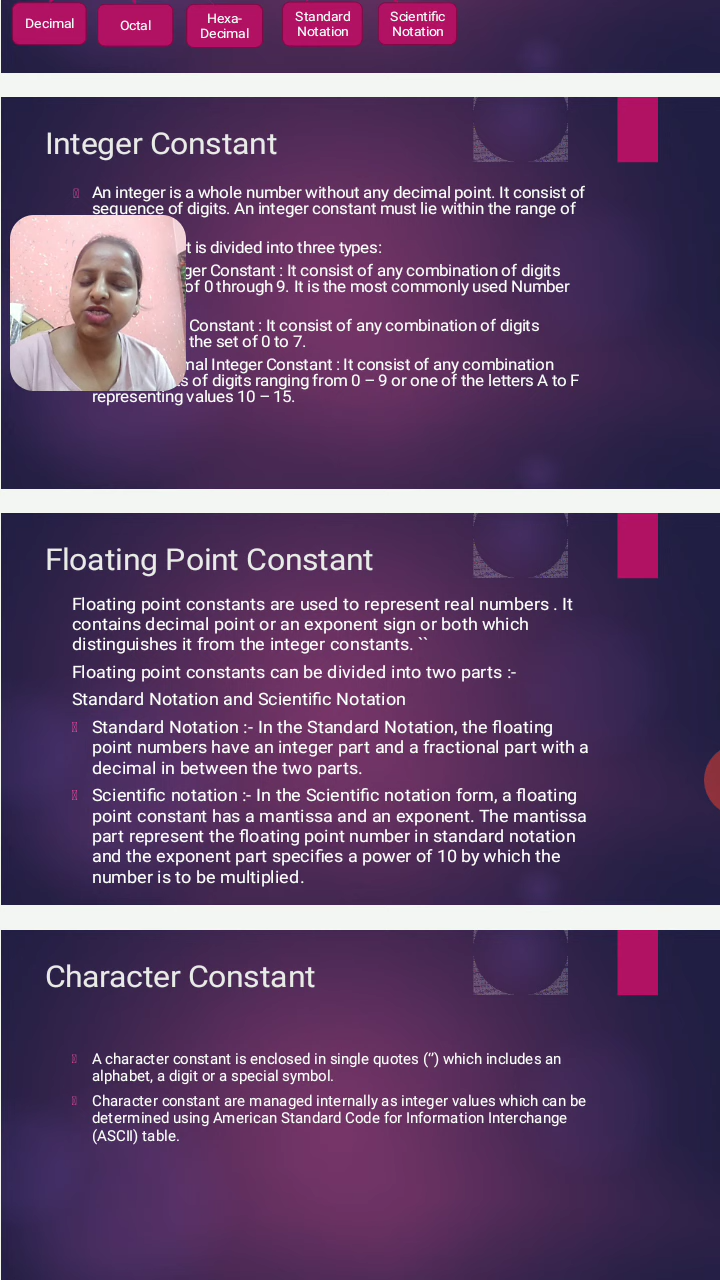 Decimal
Octal
Hexa-
Decimal
Standard
Notation
Scientific
Notation
Integer Constant
An integer is a whole number without any decimal point. It consist of
sequence of digits. An integer constant must lie within the range of
t is divided into three types:
ger Constant : It consist of any combination of digits
of 0 through 9. It is the most commonly used Number
Constant : It consist of any combination of digits
the set of 0 to 7.
mal Integer Constant : It consist of any combination
s of digits ranging from 0 – 9 or one of the letters A to F
representing values 10 – 15.
Floating Point Constant
Floating point constants are used to represent real numbers . It
contains decimal point or an exponent sign or both which
distinguishes it from the integer constants. ``
Floating point constants can be divided into two parts :-
Standard Notation and Scientific Notation
Standard Notation :- In the Standard Notation, the floating
point numbers have an integer part and a fractional part with a
decimal in between the two parts.
Scientific notation :- In the Scientific notation form, a floating
point constant has a mantissa and an exponent. The mantissa
part represent the floating point number in standard notation
and the exponent part specifies a power of 10 by which the
number is to be multiplied.
Character Constant
A character constant is enclosed in single quotes (‘’) which includes an
alphabet, a digit or a special symbol.
Character constant are managed internally as integer values which can be
determined using American Standard Code for Information Interchange
(ASCII) table.